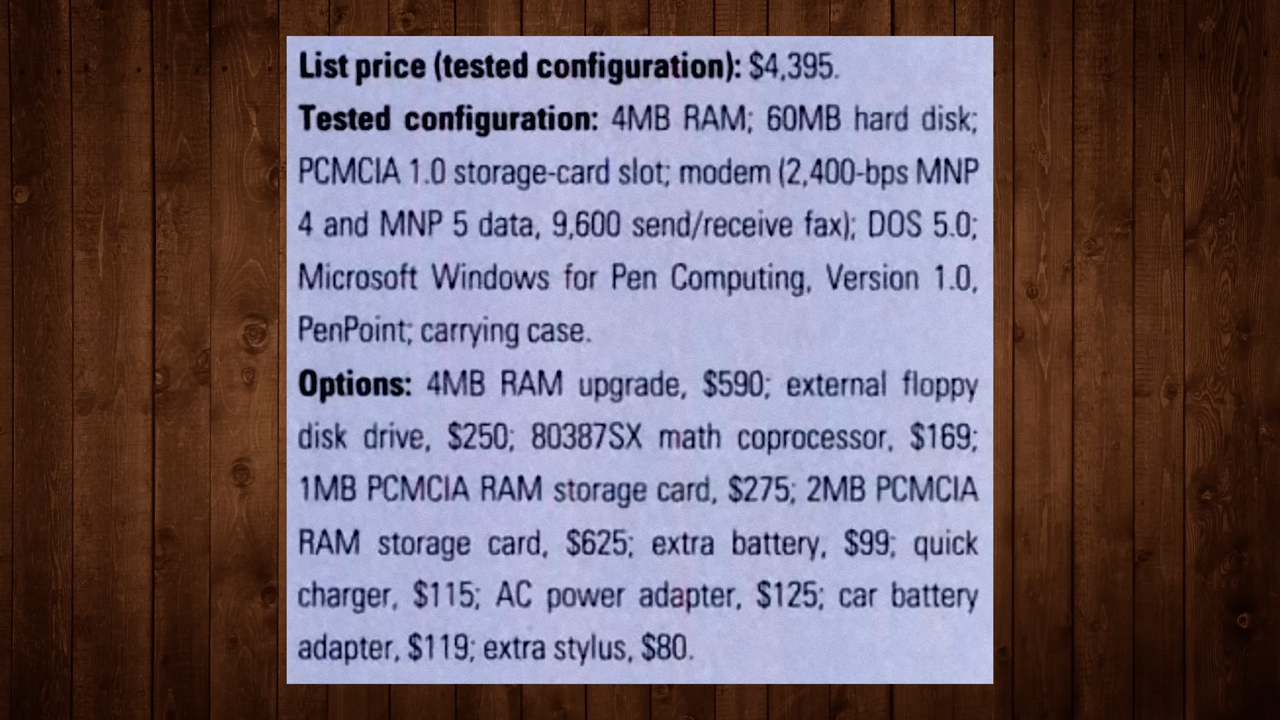 List price (tested configuration): $4,395.
Tested configuration: 4MB RAM; 60MB hard disk;
PCMCIA 1.0 storage-card slot; modem (2,400-bps MNP
4 and MNP 5 data, 9,600 send/receive fax); DOS 5.0;
Microsoft Windows for Pen Computing, Version 1.0,
PenPoint; carrying case.
Options: 4MB RAM upgrade, $590; external floppy
disk drive, $250; 80387SX math coprocessor, $169;
1MB PCMCIA RAM storage card, $275; 2MB PCMCIA
RAM storage card, $625; extra battery, $99; quick
charger, $115; AC power adapter, $125; car battery
adapter, $119; extra stylus, $80.